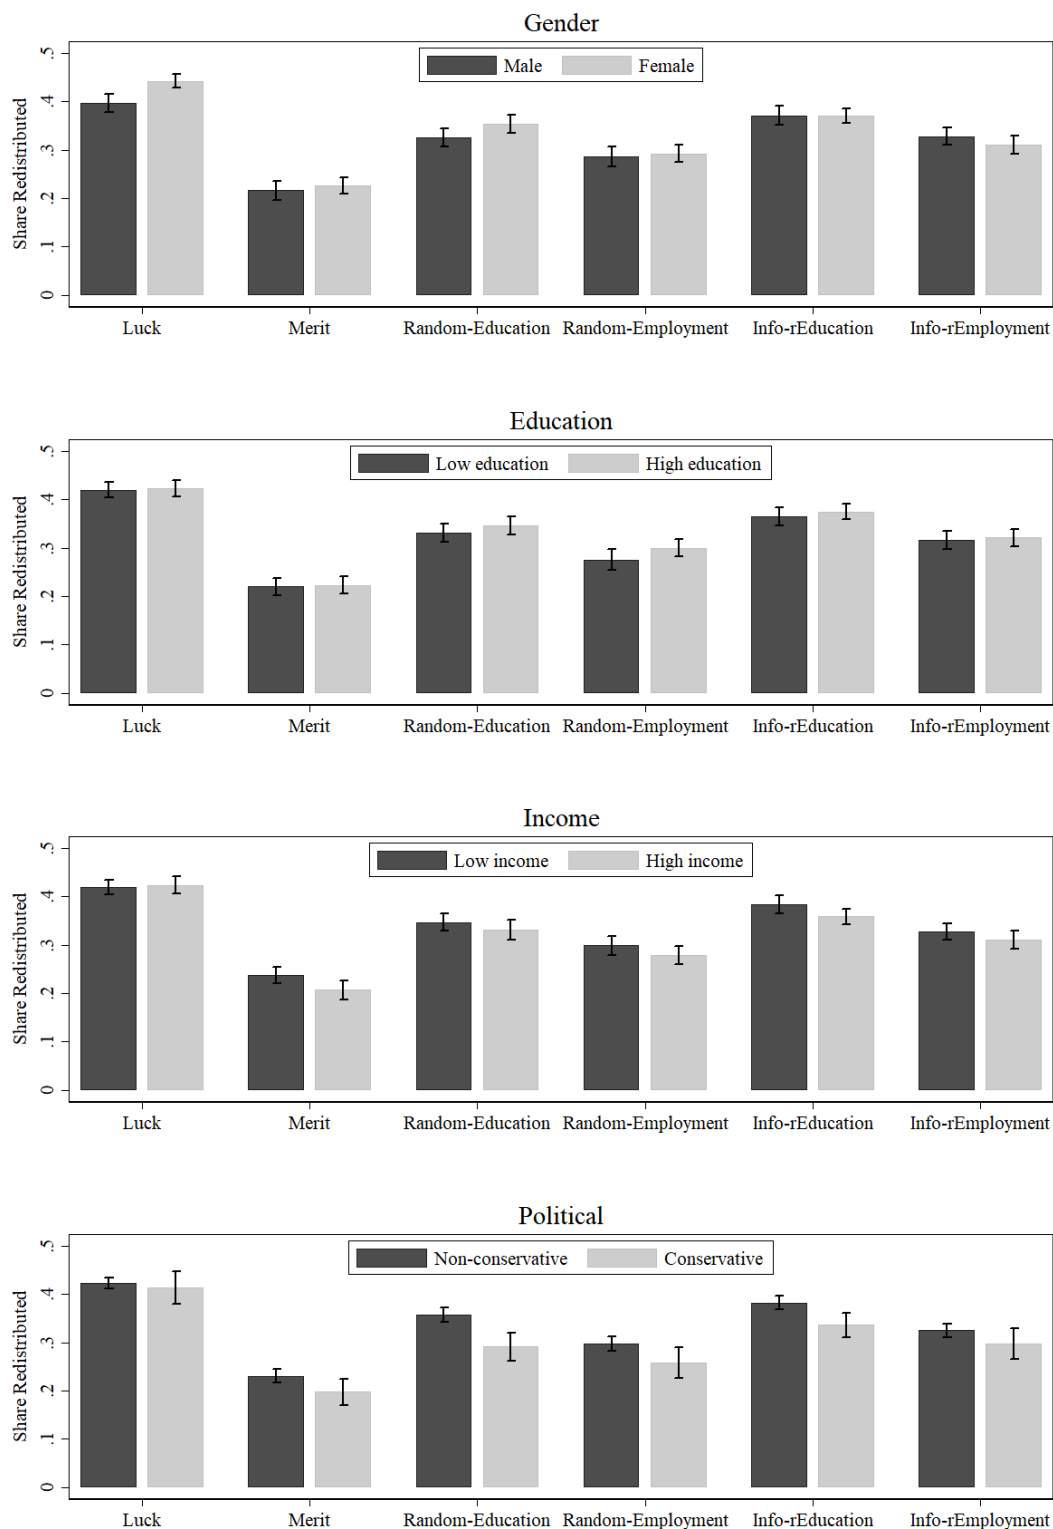 Gender
Male Female
Share Redistributed
.5
.4
.3
.2
.1
0
Luck Merit Random-Education Random-Employment Info-rEducation Info-rEmployment
Education
Low education High education
Share Redistributed
.5
.4
.3
.2
.1
0
Luck Merit Random-Education Random-Employment Info-rEducation Info-rEmployment
Income
Low income High income
Share Redistributed
.5
.4
.3
.2
.1
0
Luck Merit Random-Education Random-Employment Info-rEducation Info-rEmployment
Political
Non-conservative Conservative
Share Redistributed
.5
.4
.3
.2
.1
0
Luck Merit Random-Education Random-Employment Info-rEducation Info-rEmployment